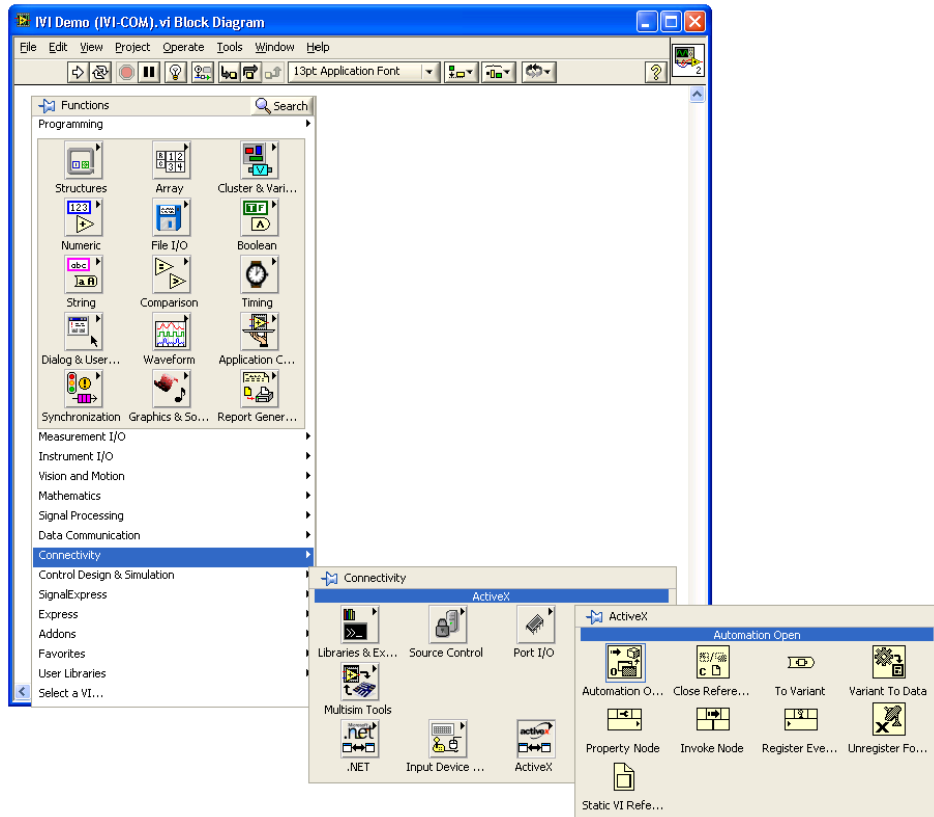 IVI Demo (IVI-COM).vi Block Diagram
File Edit View Project Operate Tools Window Help
13pt Application Font
2
Functions
Search
Programming
Structures Array Cluster & Vari...
123
Numeric File I/O Boolean
abc
String Comparison Timing
Dialog & User... Waveform Application C...
Synchronization Graphics & So... Report Gener...
Measurement I/O
Instrument I/O
Vision and Motion
Mathematics
Signal Processing
Data Communication
Connectivity
Control Design & Simulation
SignalExpress
Express
Addons
Favorites
User Libraries
Select a VI...
Connectivity
ActiveX
Libraries & Ex... Source Control Port I/O
Multisim Tools
.net
activex
.NET Input Device ... ActiveX
ActiveX
Automation Open
Automation O... Close Refere... To Variant Variant To Data
Property Node Invoke Node Register Eve... Unregister Fo...
Static VI Refe...